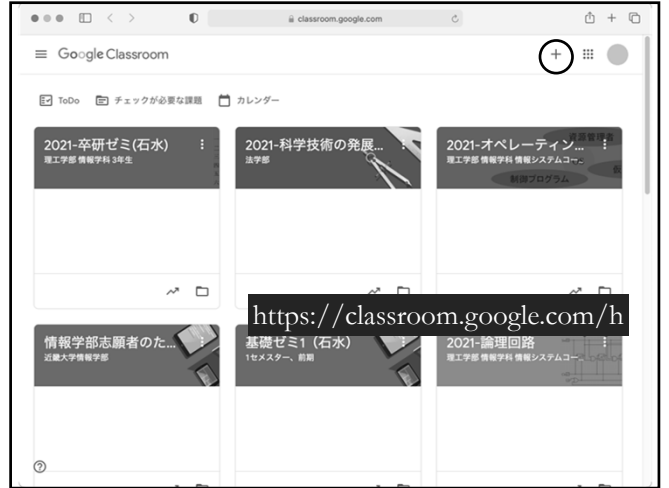 classroom.google.com
Google Classroom
ToDo チェックが必要な課題 カレンダー
2021-卒研ゼミ(石水)
理工学部 情報学科 3年生
2021-科学技術の発展...
法学部
2021-オペレーティン...
理工学部 情報学科 情報システムコー...
資源管理者
制御プログラム
https://classroom.google.com/h
情報学部志願者のた...
近畿大学情報学部
基礎ゼミ1（石水）
1セメスター、前期
2021-論理回路
理工学部 情報学科 情報システムコー...